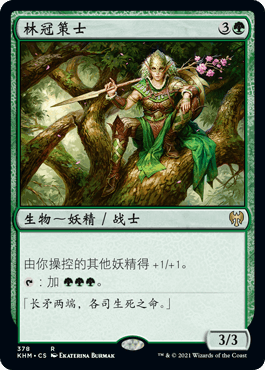 林冠策士 3
生物～妖精／战士
由你操控的其他妖精得+1/+1。
：加。
「长矛两端，各司生死之命。」
3/3
378 R
KHM • CS EKATERINA BURMAK
™ & © 2021 Wizards of the Coast